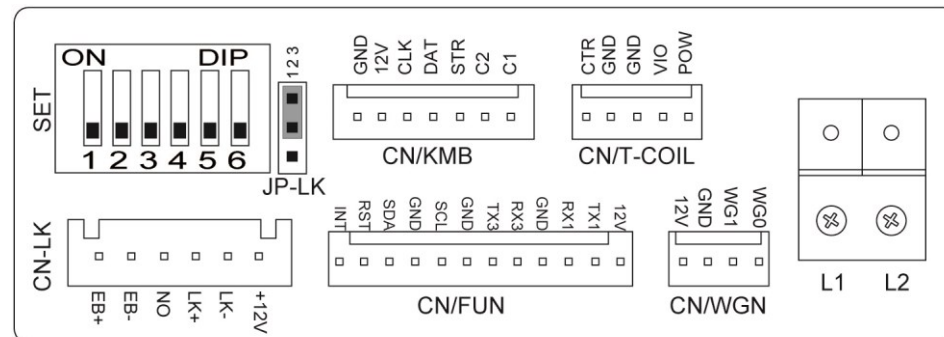 ON DIP
SET
1 2 3 4 5 6
1 2 3
JP-LK
GND 12V CLK DAT STR C2 C1
CN/KMB
CTR GND GND VIO POW
CN/T-COIL
CN-LK
EB+ EB- NO LK+ LK- +12V
INT RST SDA GND SCL GND TX3 RX3 GND RX1 TX1 12V
CN/FUN
12V GND WG1 WG0
CN/WGN
L1 L2